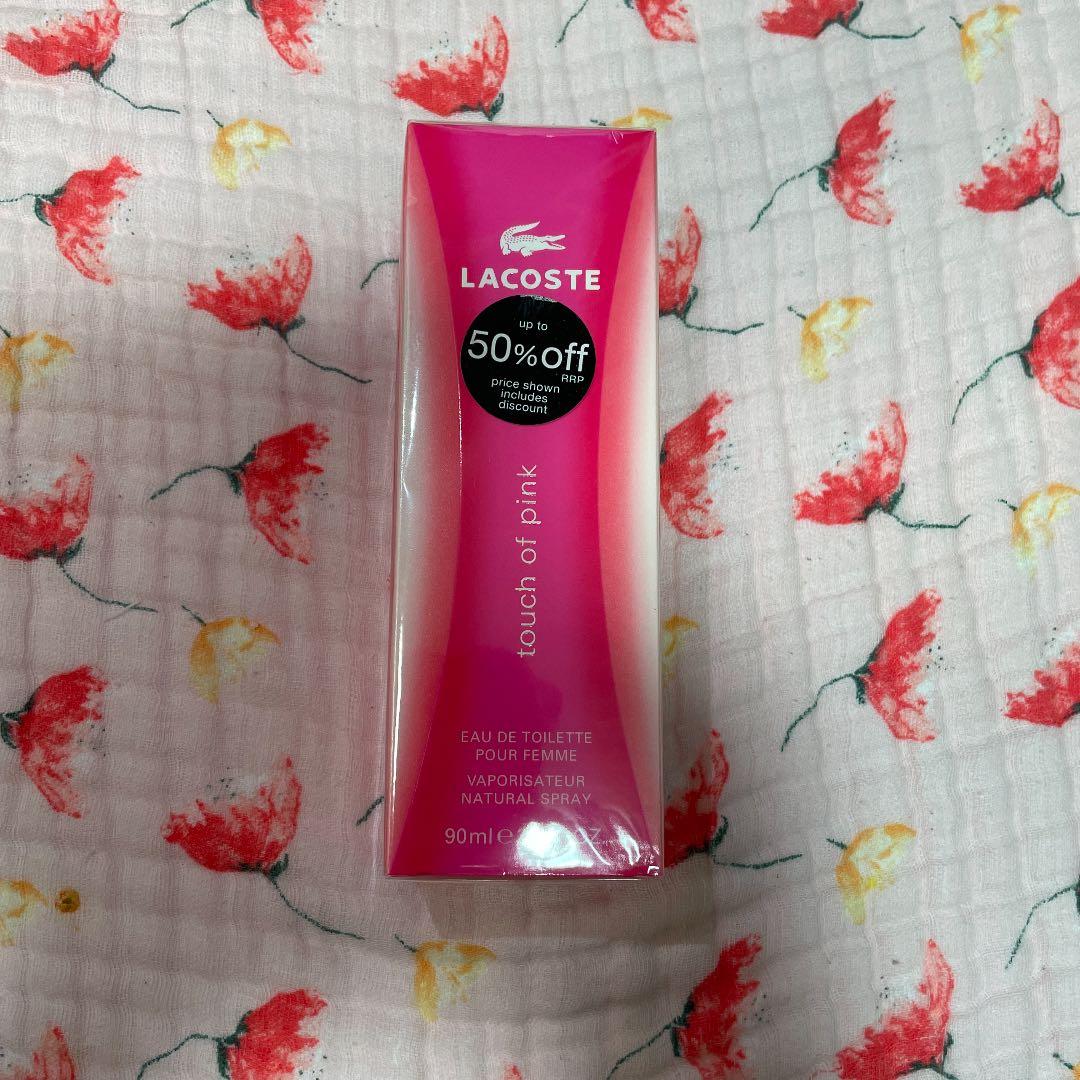 LACOSTE
up to
50%off
RRP
price shown
includes
discount
touch of pink
EAU DE TOILETTE
POUR FEMME
VAPORISATEUR
NATURAL SPRAY
90ml e